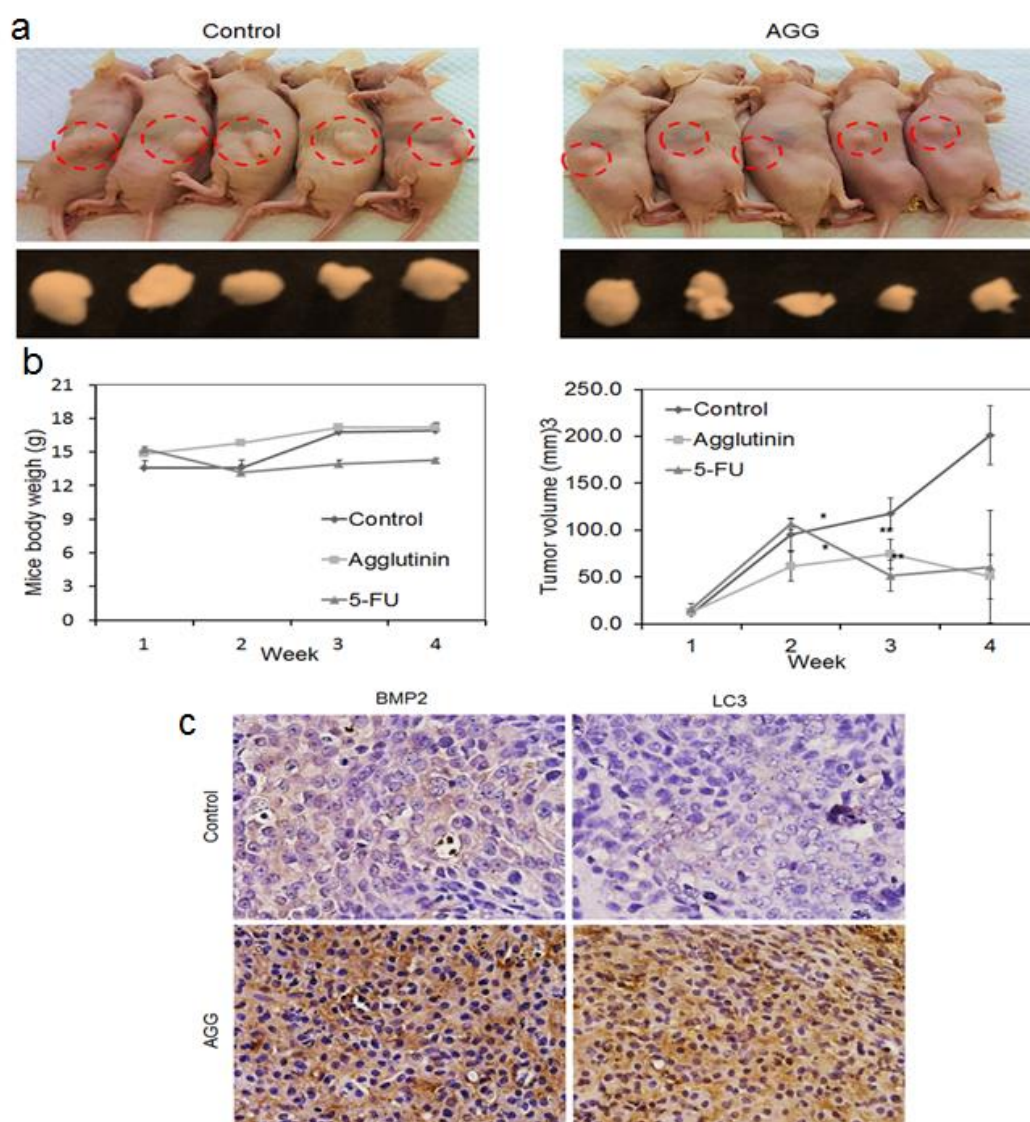 a
Control
AGG
b
Mice body weigh (g)
21
18
15
12
9
6
3
0
Control
Agglutinin
5-FU
1 2 3 4
Week
Tumor volume (mm)3
250.0
200.0
150.0
100.0
50.0
0.0
Control
Agglutinin
5-FU
*
*
**
**
1 2 3 4
Week
c
BMP2
LC3
Control
AGG